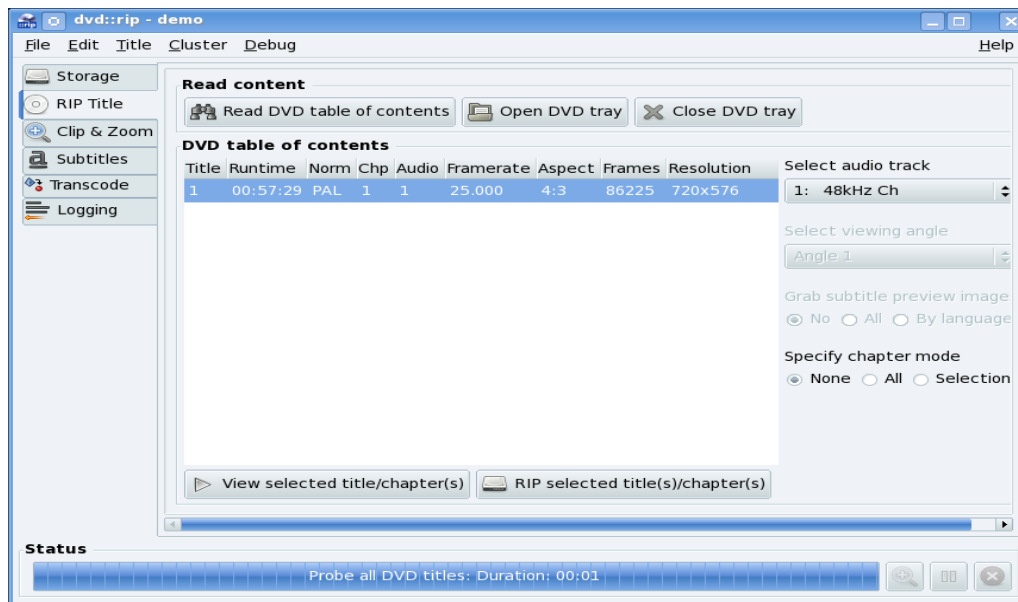 dvd::rip - demo
File Edit Title Cluster Debug Help
Storage
RIP Title
Clip & Zoom
Subtitles
Transcode
Logging
Read content
Read DVD table of contents Open DVD tray Close DVD tray
DVD table of contents
Title Runtime Norm Chp Audio Framerate Aspect Frames Resolution
1 00:57:29 PAL 1 1 25.000 4:3 86225 720x576
Select audio track
1: 48kHz Ch
Select viewing angle
Angle 1
Grab subtitle preview image
No All By language
Specify chapter mode
None All Selection
View selected title/chapter(s) RIP selected title(s)/chapter(s)
Status
Probe all DVD titles: Duration: 00:01